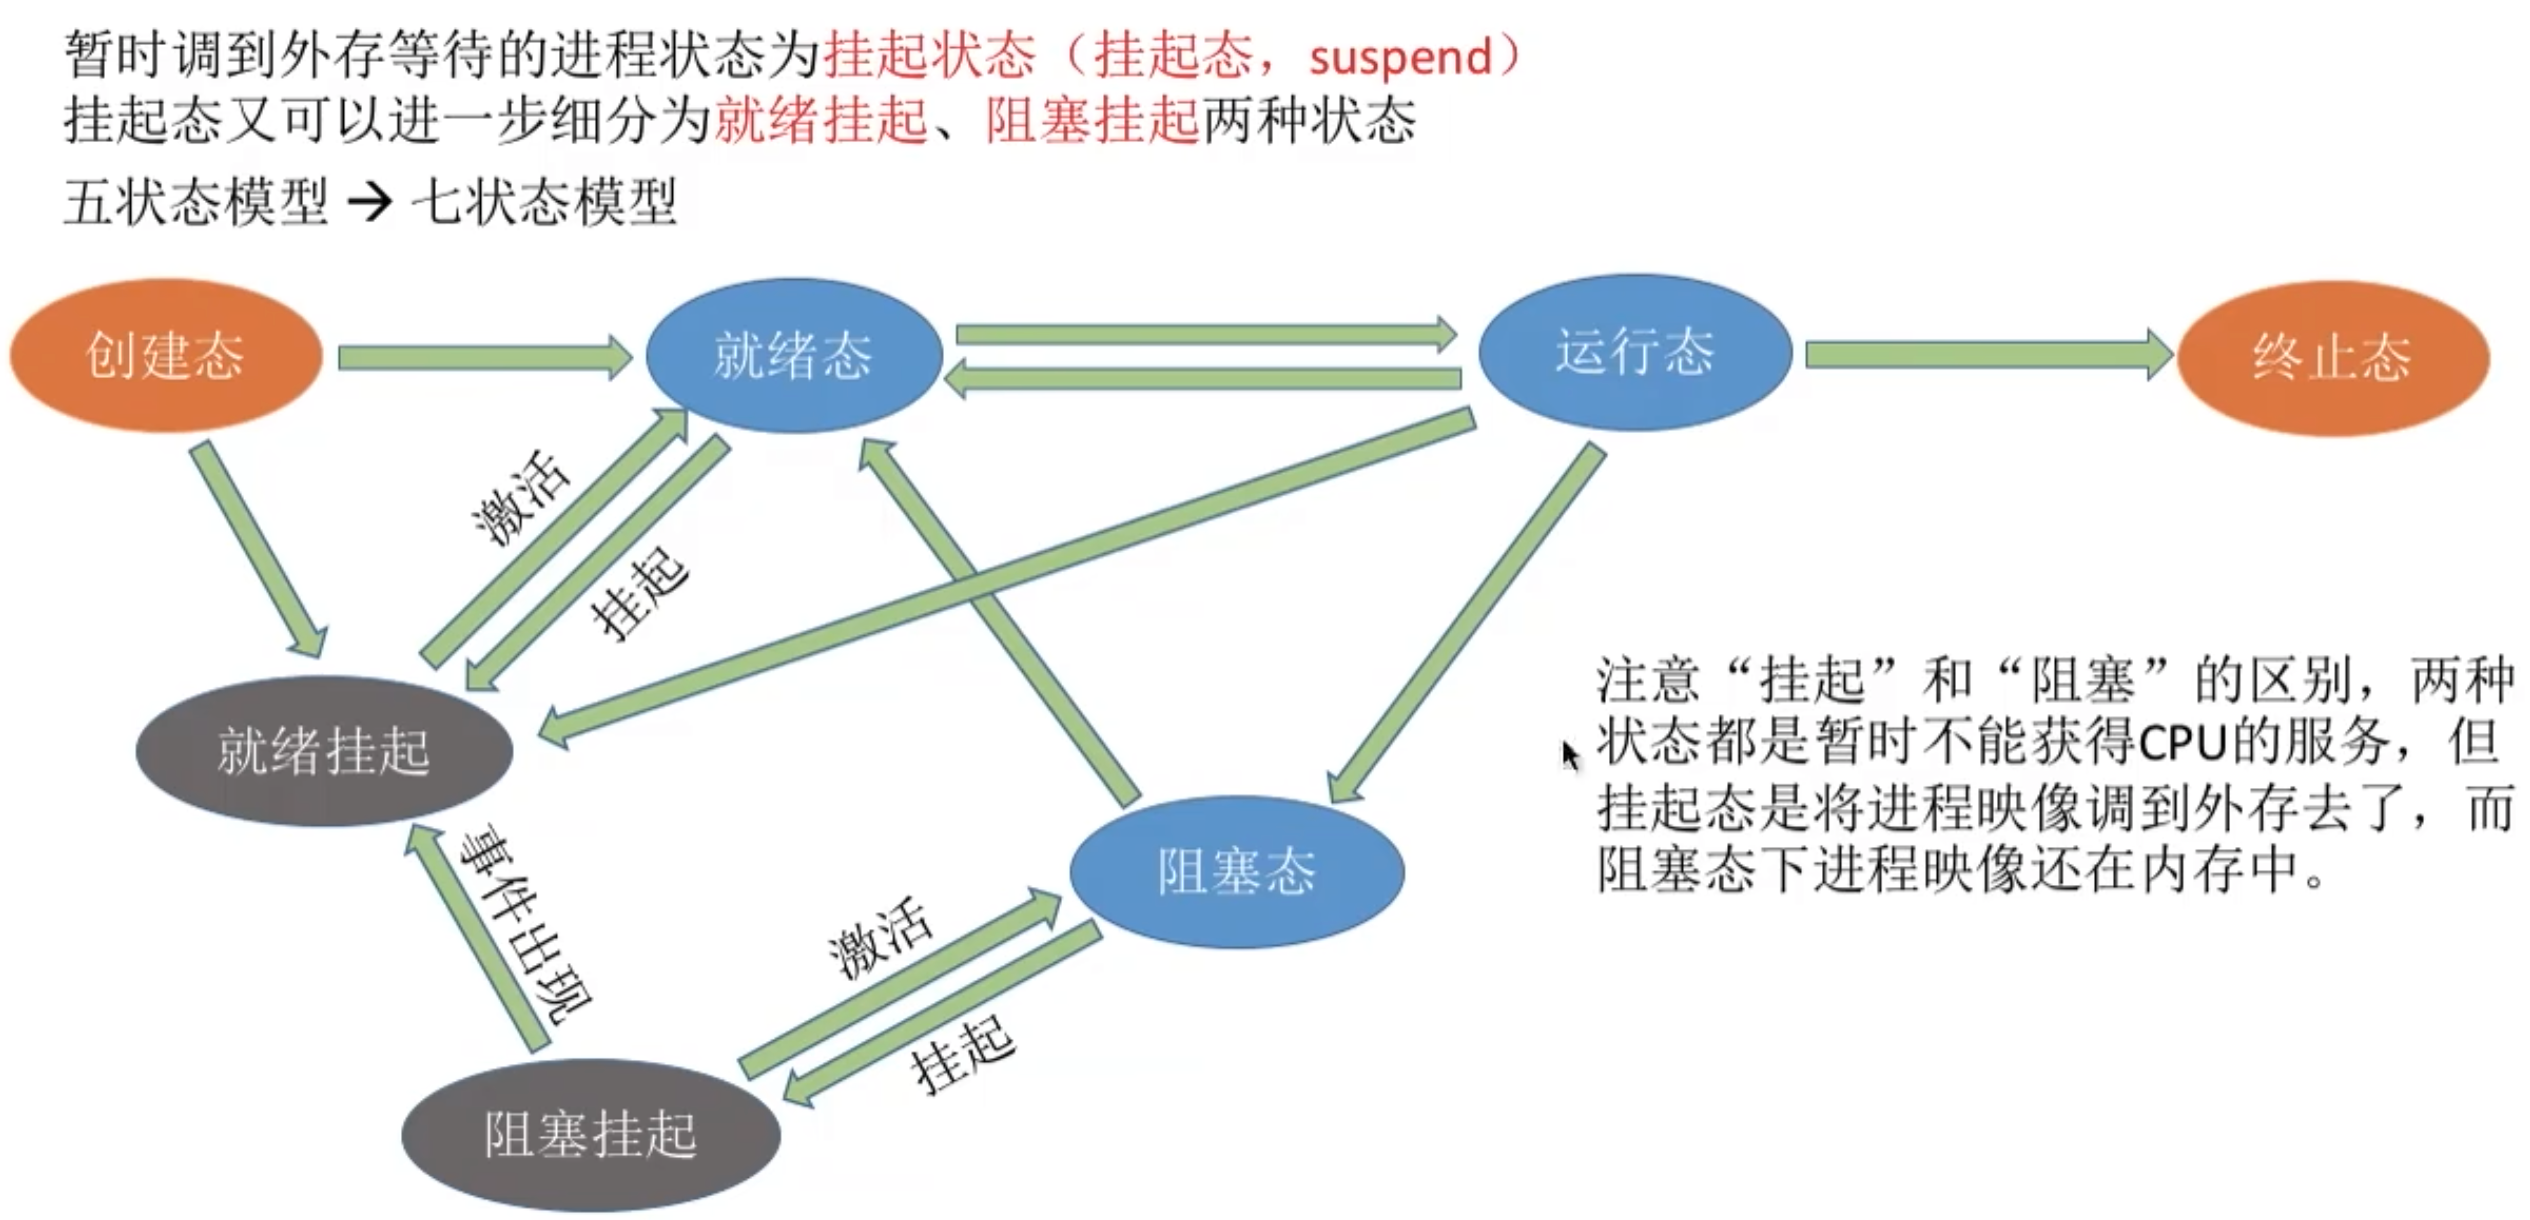 暂时调到外存等待的进程状态为挂起状态（挂起态，suspend）
挂起态又可以进一步细分为就绪挂起、阻塞挂起两种状态
五状态模型 → 七状态模型
创建态
就绪态
运行态
终止态
激活
挂起
就绪挂起
注意“挂起”和“阻塞”的区别，两种
状态都是暂时不能获得CPU的服务，但
挂起态是将进程映像调到外存去了，而
阻塞态下进程映像还在内存中。
事件出现
阻塞态
激活
挂起
阻塞挂起